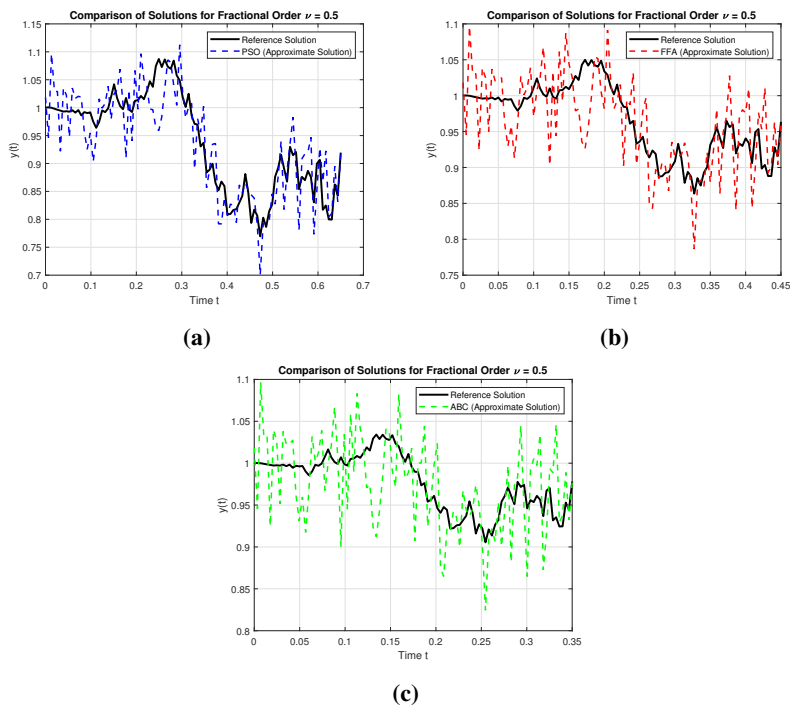 Comparison of Solutions for Fractional Order ν = 0.5
1.15
1.1
1.05
1
0.95
0.9
0.85
0.8
0.75
0.7
y(t)
Reference Solution
PSO (Approximate Solution)
0 0.1 0.2 0.3 0.4 0.5 0.6 0.7
Time t
(a)
Comparison of Solutions for Fractional Order ν = 0.5
1.1
1.05
1
0.95
0.9
0.85
0.8
0.75
y(t)
Reference Solution
FFA (Approximate Solution)
0 0.05 0.1 0.15 0.2 0.25 0.3 0.35 0.4 0.45
Time t
(b)
Comparison of Solutions for Fractional Order ν = 0.5
1.1
1.05
1
0.95
0.9
0.85
0.8
y(t)
Reference Solution
ABC (Approximate Solution)
0 0.05 0.1 0.15 0.2 0.25 0.3 0.35
Time t
(c)